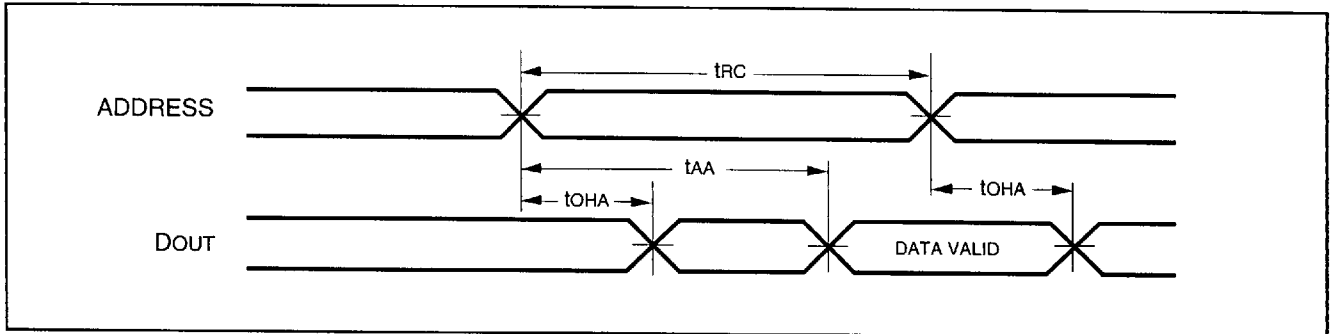 tRC
ADDRESS
tAA
tOHA
tOHA
DOUT
DATA VALID